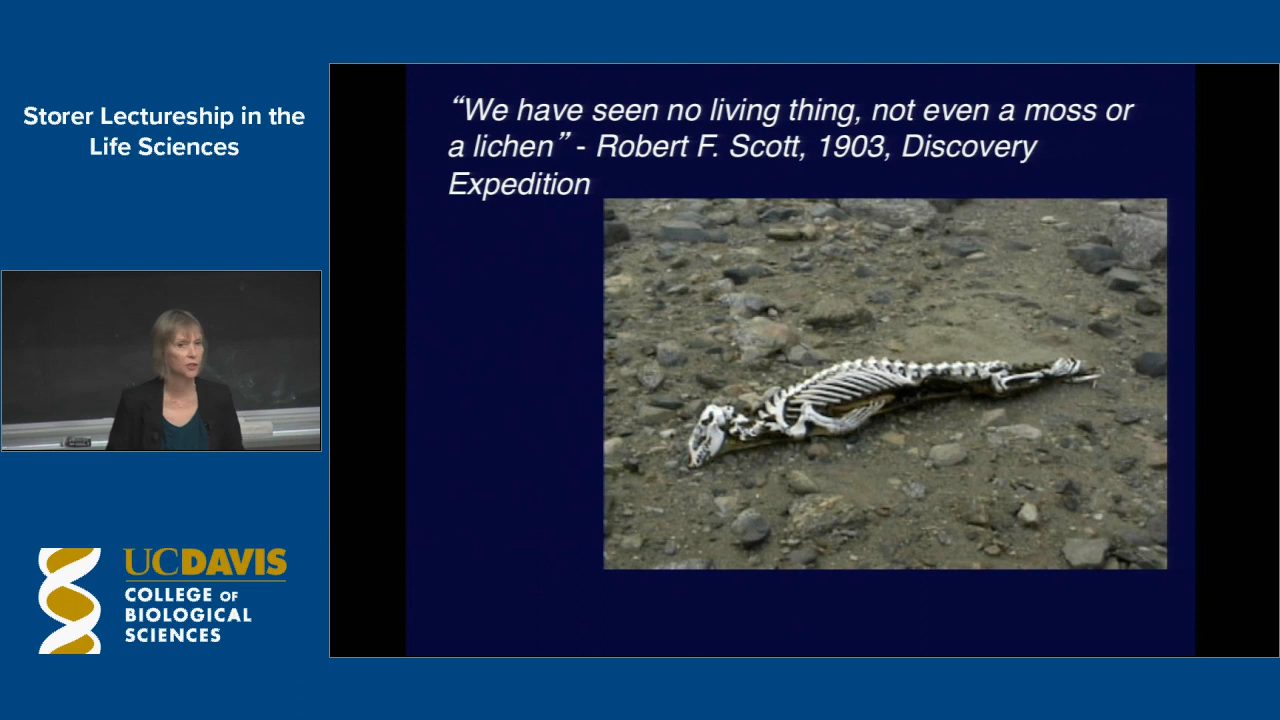 Storer Lectureship in the
Life Sciences
“We have seen no living thing, not even a moss or
a lichen” - Robert F. Scott, 1903, Discovery
Expedition
UCDAVIS
COLLEGE OF
BIOLOGICAL
SCIENCES